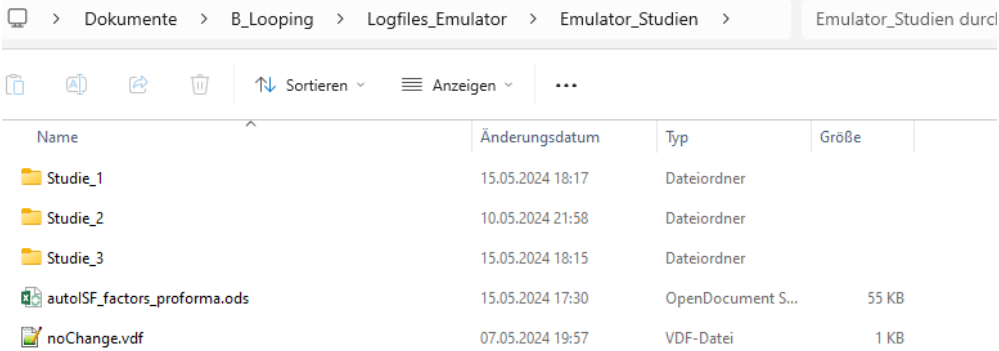 > Dokumente > B_Looping > Logfiles_Emulator > Emulator_Studien > Emulator_Studien durch
Sortieren Anzeigen ...
Name Änderungsdatum Typ Größe
Studie_1 15.05.2024 18:17 Dateiordner
Studie_2 10.05.2024 21:58 Dateiordner
Studie_3 15.05.2024 18:15 Dateiordner
autoISF_factors_proforma.ods 15.05.2024 17:30 OpenDocument S... 55 KB
noChange.vdf 07.05.2024 19:57 VDF-Datei 1 KB